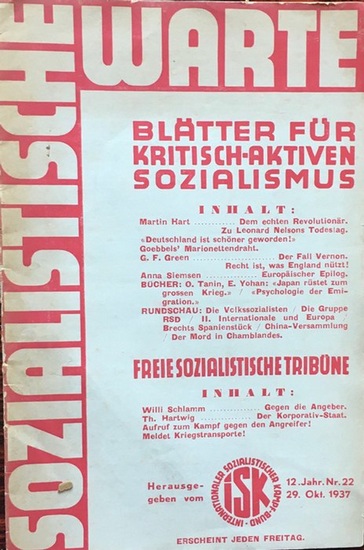 SOZIALISTISCHE
WARTE
BLÄTTER FÜR
KRITISCH-AKTIVEN
SOZIALISMUS
INHALT:
Martin Hart ........... Dem echten Revolutionär.
Zu Leonard Nelsons Todestag.
«Deutschland ist schöner geworden!»
Goebbels' Marionettendraht.
G. F. Green .................. Der Fall Vernon.
Recht ist, was England nützt!
Anna Siemsen .............. Europäischer Epilog.
BÜCHER: O. Tanin, E. Yohan: «Japan rüstet zum
grossen Krieg.» / «Psychologie der Emi-
gration.»
RUNDSCHAU: Die Volkssozialisten / Die Gruppe
RSD / II. Internationale und Europa
Brechts Spanienstück / China-Versammlung
/ Der Mord in Chamblandes.
FREIE SOZIALISTISCHE TRIBÜNE
INHALT:
Willi Schlamm ............... Gegen die Angeber.
Th. Hartwig .............. Der Korporativ-Staat.
Aufruf zum Kampf gegen den Angreifer!
Meldet Kriegstransporte!
Herausge-
geben vom
INTERNATIONALER SOZIALISTISCHER KAMPF-BUND
ISK
12. Jahr. Nr. 22
29. Okt. 1937
ERSCHEINT JEDEN FREITAG.